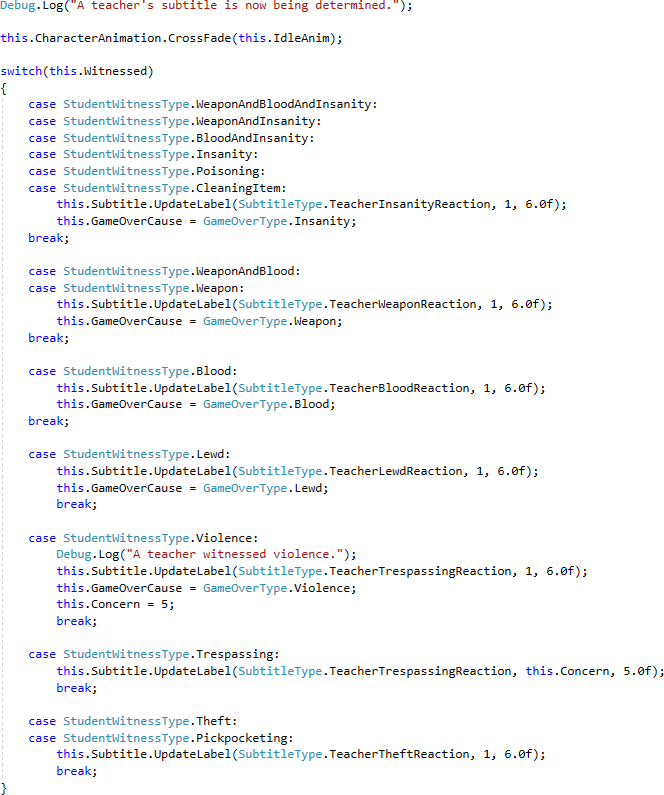 Debug.Log("A teacher's subtitle is now being determined.");
this.CharacterAnimation.CrossFade(this.IdleAnim);
switch(this.Witnessed)
{
case StudentWitnessType.WeaponAndBloodAndInsanity:
case StudentWitnessType.WeaponAndInsanity:
case StudentWitnessType.BloodAndInsanity:
case StudentWitnessType.Insanity:
case StudentWitnessType.Poisoning:
case StudentWitnessType.CleaningItem:
this.Subtitle.UpdateLabel(SubtitleType.TeacherInsanityReaction, 1, 6.0f);
this.GameOverCause = GameOverType.Insanity;
break;
case StudentWitnessType.WeaponAndBlood:
case StudentWitnessType.Weapon:
this.Subtitle.UpdateLabel(SubtitleType.TeacherWeaponReaction, 1, 6.0f);
this.GameOverCause = GameOverType.Weapon;
break;
case StudentWitnessType.Blood:
this.Subtitle.UpdateLabel(SubtitleType.TeacherBloodReaction, 1, 6.0f);
this.GameOverCause = GameOverType.Blood;
break;
case StudentWitnessType.Lewd:
this.Subtitle.UpdateLabel(SubtitleType.TeacherLewdReaction, 1, 6.0f);
this.GameOverCause = GameOverType.Lewd;
break;
case StudentWitnessType.Violence:
Debug.Log("A teacher witnessed violence.");
this.Subtitle.UpdateLabel(SubtitleType.TeacherTrespassingReaction, 1, 6.0f);
this.GameOverCause = GameOverType.Violence;
this.Concern = 5;
break;
case StudentWitnessType.Trespassing:
this.Subtitle.UpdateLabel(SubtitleType.TeacherTrespassingReaction, this.Concern, 5.0f);
break;
case StudentWitnessType.Theft:
case StudentWitnessType.Pickpocketing:
this.Subtitle.UpdateLabel(SubtitleType.TeacherTheftReaction, 1, 6.0f);
break;
}